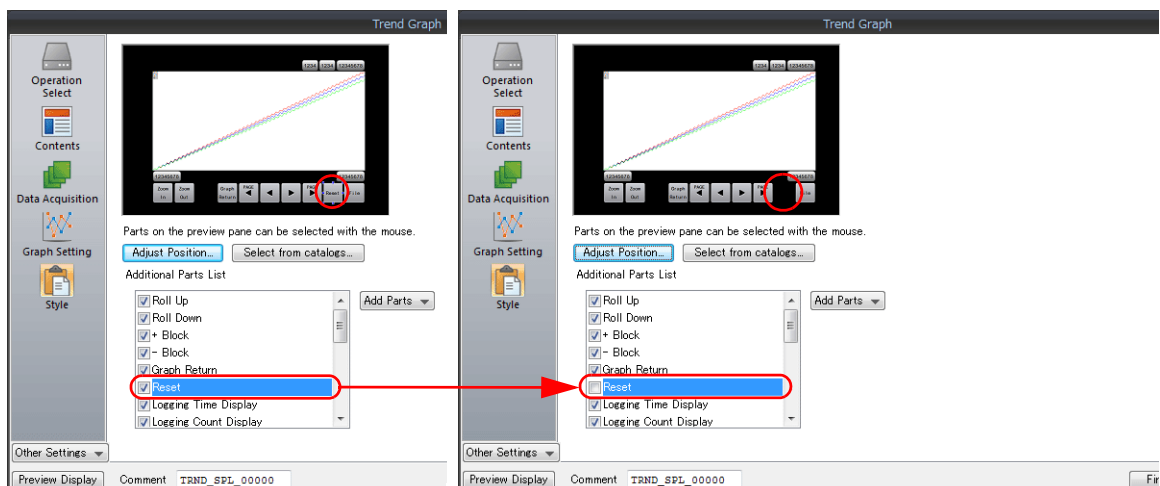 Trend Graph
Operation
Select
Contents
Data Acquisition
Graph Setting
Style
Other Settings
Preview Display
1234 1234 12345678
12345678 12345678
Zoom
In
Zoom
Out
Graph
Return
PAGE
Reset
File
Parts on the preview pane can be selected with the mouse.
Adjust Position...
Select from catalogs...
Additional Parts List
Roll Up
Roll Down
+ Block
- Block
Graph Return
Reset
Logging Time Display
Logging Count Display
Add Parts
Comment TRND_SPL_00000
Trend Graph
Operation
Select
Contents
Data Acquisition
Graph Setting
Style
Other Settings
Preview Display
1234 1234 12345678
12345678 12345678
Zoom
In
Zoom
Out
Graph
Return
PAGE
File
Parts on the preview pane can be selected with the mouse.
Adjust Position...
Select from catalogs...
Additional Parts List
Roll Up
Roll Down
+ Block
- Block
Graph Return
Reset
Logging Time Display
Logging Count Display
Add Parts
Comment TRND_SPL_00000